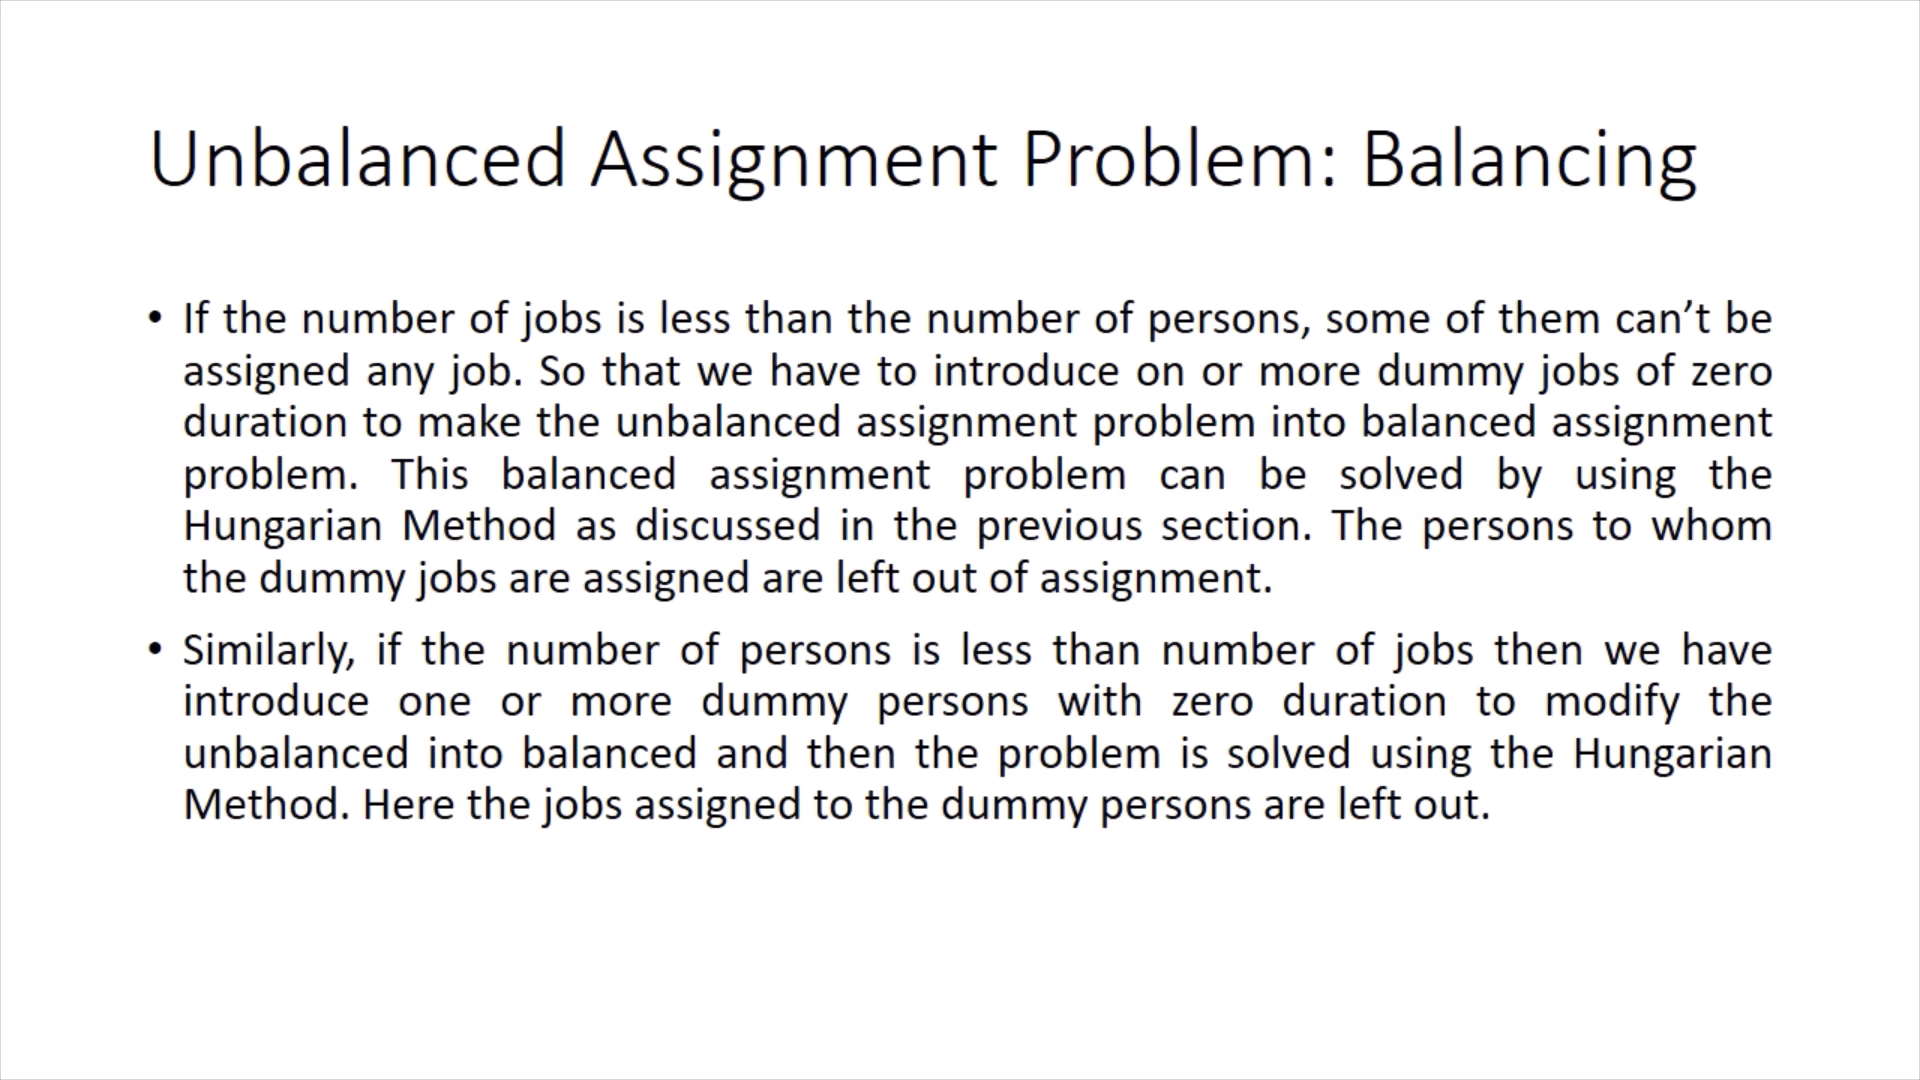 Unbalanced Assignment Problem: Balancing
• If the number of jobs is less than the number of persons, some of them can’t be
assigned any job. So that we have to introduce on or more dummy jobs of zero
duration to make the unbalanced assignment problem into balanced assignment
problem. This balanced assignment problem can be solved by using the
Hungarian Method as discussed in the previous section. The persons to whom
the dummy jobs are assigned are left out of assignment.
• Similarly, if the number of persons is less than number of jobs then we have
introduce one or more dummy persons with zero duration to modify the
unbalanced into balanced and then the problem is solved using the Hungarian
Method. Here the jobs assigned to the dummy persons are left out.